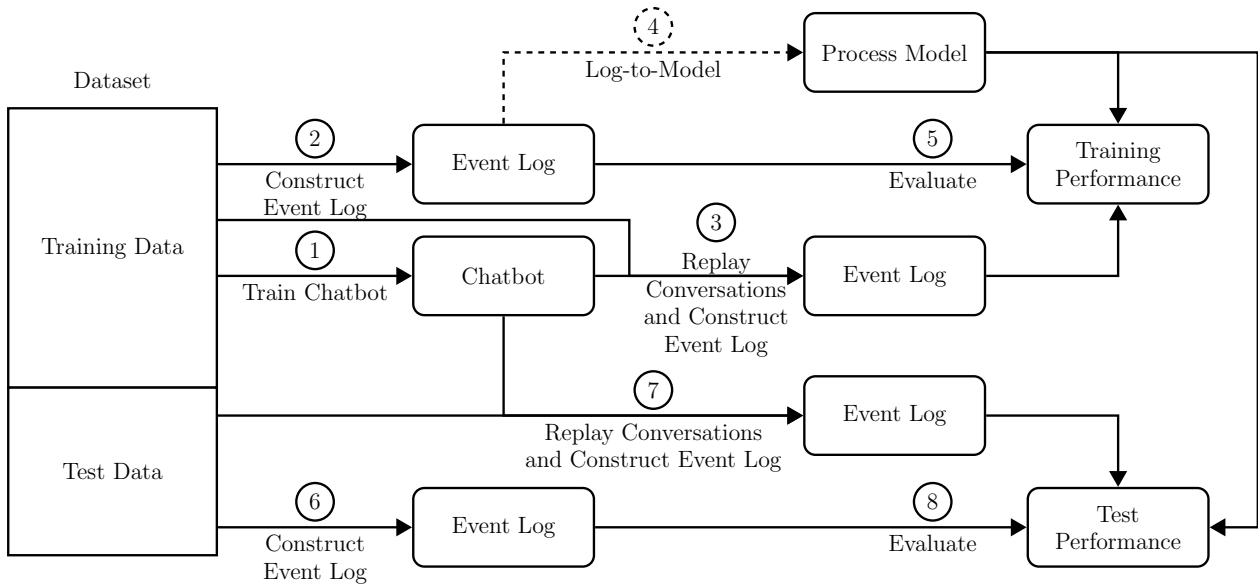 4
Process Model
Log-to-Model
Dataset
2
5
Event Log
Training
Performance
Construct
Event Log
Evaluate
3
Training Data
1
Chatbot
Replay
Conversations
and Construct
Event Log
Event Log
Train Chatbot
7
Event Log
Replay Conversations
and Construct Event Log
Test Data
6
8
Event Log
Test
Performance
Construct
Event Log
Evaluate